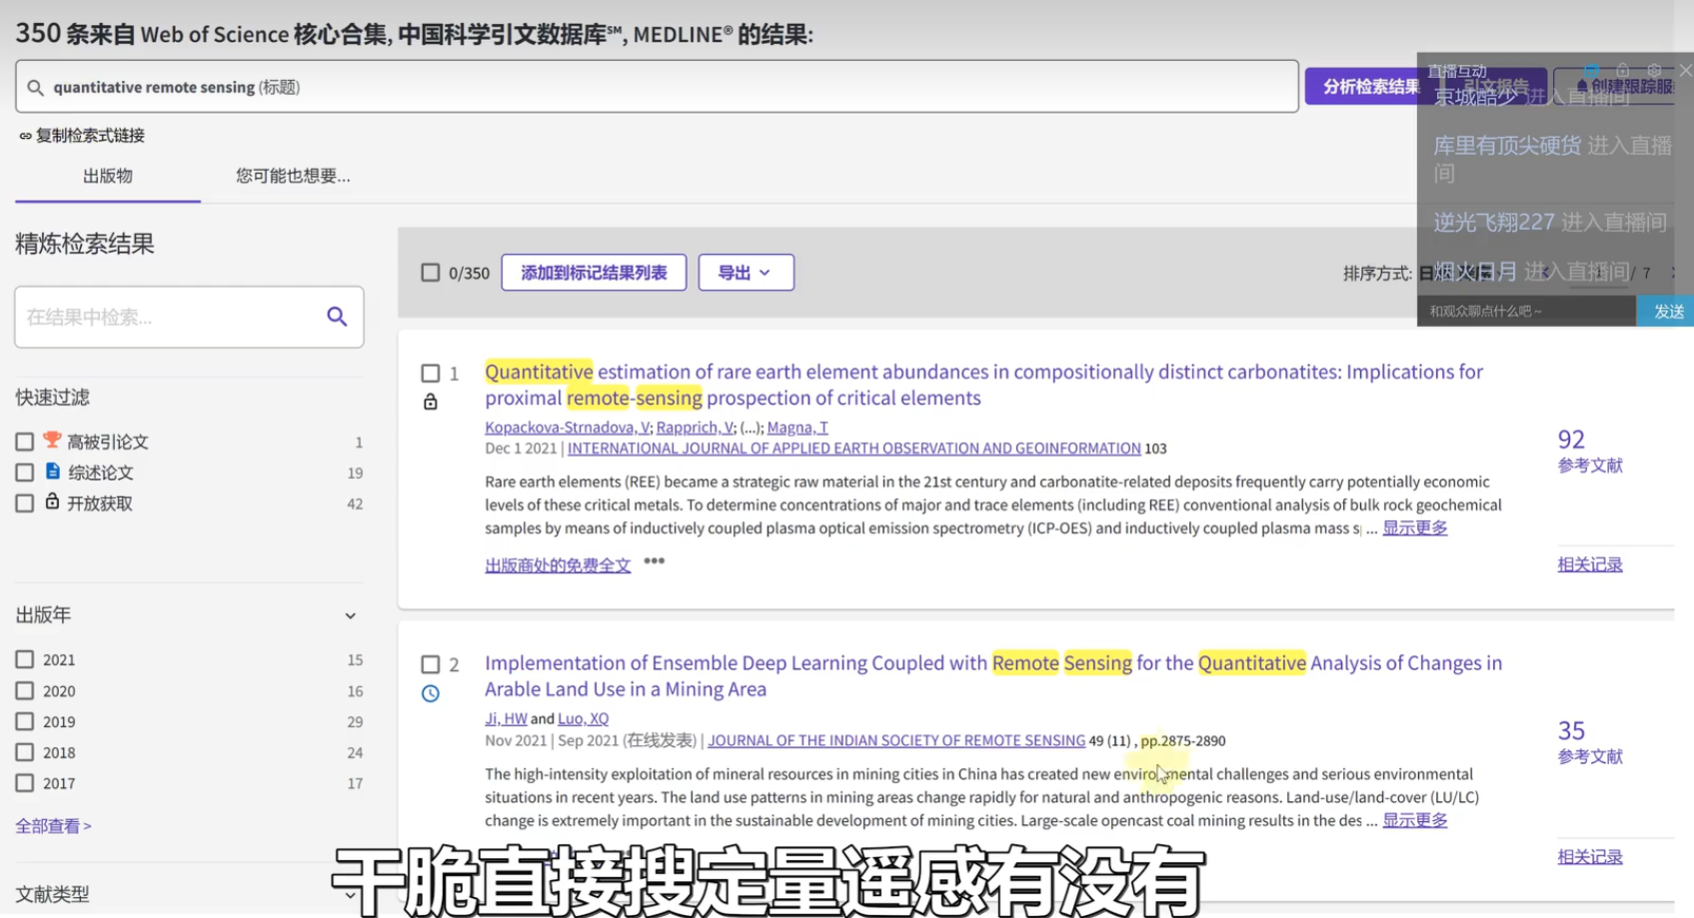 350 条来自 Web of Science 核心合集, 中国科学引文数据库℠, MEDLINE® 的结果:
quantitative remote sensing (标题)
分析检索结果
引文报告
创建跟踪服
复制检索式链接
出版物
您可能也想要...
直播互动
京城酷少 进入直播间
库里有顶尖硬货 进入直播
间
逆光飞翔227 进入直播间
烟火日月 进入直播间
和观众聊点什么吧~
发送
精炼检索结果
在结果中检索...
快速过滤
高被引论文 1
综述论文 19
开放获取 42
出版年
2021 15
2020 16
2019 29
2018 24
2017 17
全部查看 >
文献类型
0/350
添加到标记结果列表
导出
排序方式:
/ 7
1
Quantitative estimation of rare earth element abundances in compositionally distinct carbonatites: Implications for
proximal remote-sensing prospection of critical elements
Kopackova-Strnadova, V; Rapprich, V; (...); Magna, T
Dec 1 2021 | INTERNATIONAL JOURNAL OF APPLIED EARTH OBSERVATION AND GEOINFORMATION 103
Rare earth elements (REE) became a strategic raw material in the 21st century and carbonatite-related deposits frequently carry potentially economic
levels of these critical metals. To determine concentrations of major and trace elements (including REE) conventional analysis of bulk rock geochemical
samples by means of inductively coupled plasma optical emission spectrometry (ICP-OES) and inductively coupled plasma mass s ... 显示更多
出版商处的免费全文 •••
92
参考文献
相关记录
2
Implementation of Ensemble Deep Learning Coupled with Remote Sensing for the Quantitative Analysis of Changes in
Arable Land Use in a Mining Area
Ji, HW and Luo, XQ
Nov 2021 | Sep 2021 (在线发表) | JOURNAL OF THE INDIAN SOCIETY OF REMOTE SENSING 49 (11) , pp.2875-2890
The high-intensity exploitation of mineral resources in mining cities in China has created new environmental challenges and serious environmental
situations in recent years. The land use patterns in mining areas change rapidly for natural and anthropogenic reasons. Land-use/land-cover (LU/LC)
change is extremely important in the sustainable development of mining cities. Large-scale opencast coal mining results in the des ... 显示更多
35
参考文献
相关记录
干脆直接搜定量遥感有没有